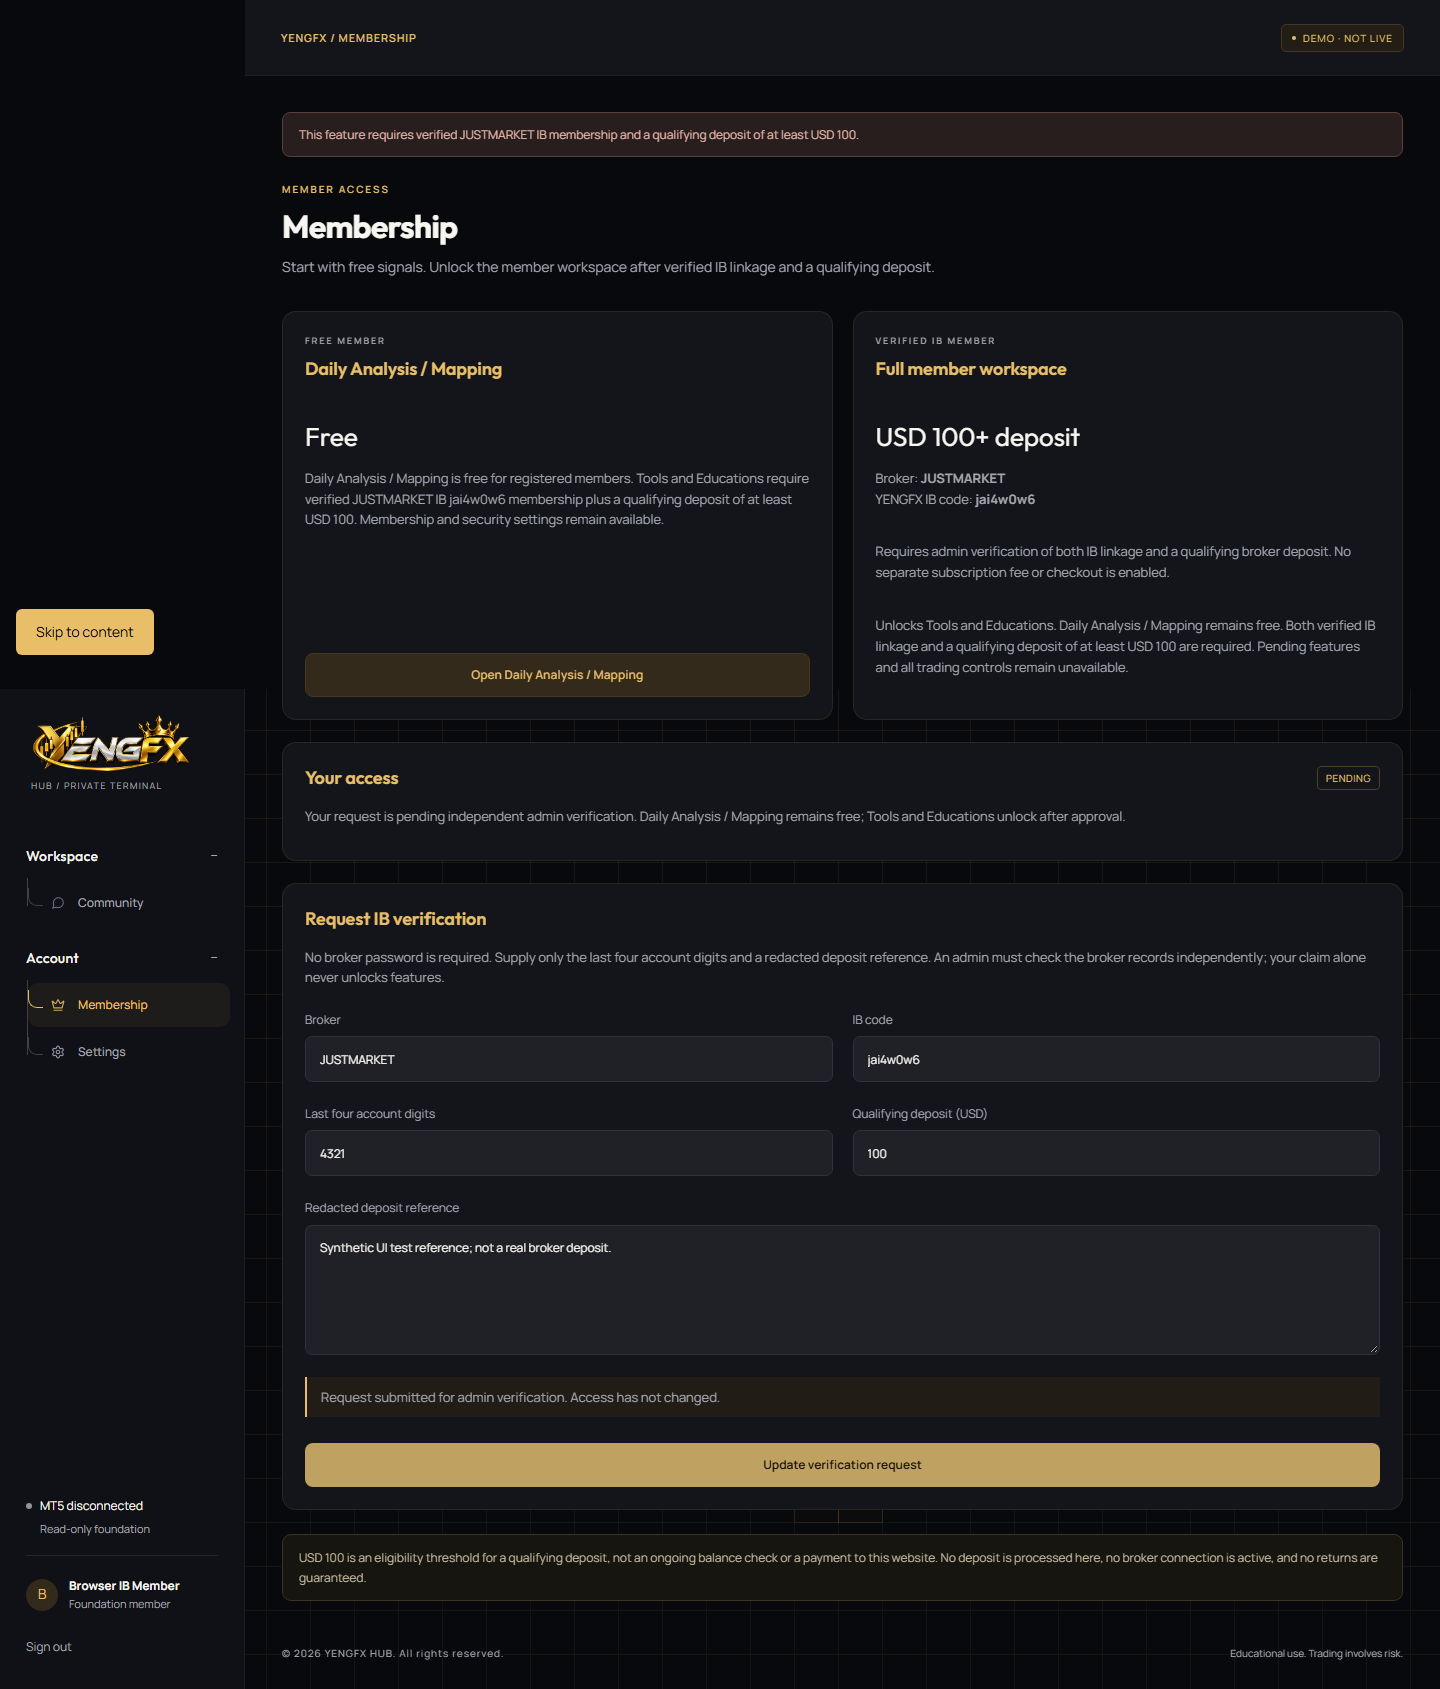 YENGFX / MEMBERSHIP
DEMO · NOT LIVE
This feature requires verified JUSTMARKET IB membership and a qualifying deposit of at least USD 100.
MEMBER ACCESS
Membership
Start with free signals. Unlock the member workspace after verified IB linkage and a qualifying deposit.
FREE MEMBER
Daily Analysis / Mapping
Free
Daily Analysis / Mapping is free for registered members. Tools and Educations require
verified JUSTMARKET IB jai4w0w6 membership plus a qualifying deposit of at least
USD 100. Membership and security settings remain available.
Open Daily Analysis / Mapping
VERIFIED IB MEMBER
Full member workspace
USD 100+ deposit
Broker: JUSTMARKET
YENGFX IB code: jai4w0w6
Requires admin verification of both IB linkage and a qualifying broker deposit. No
separate subscription fee or checkout is enabled.
Unlocks Tools and Educations. Daily Analysis / Mapping remains free. Both verified IB
linkage and a qualifying deposit of at least USD 100 are required. Pending features
and all trading controls remain unavailable.
Skip to content
YENGFX
HUB / PRIVATE TERMINAL
Workspace –
Community
Account –
Membership
Settings
MT5 disconnected
Read-only foundation
B
Browser IB Member
Foundation member
Sign out
Your access
PENDING
Your request is pending independent admin verification. Daily Analysis / Mapping remains free; Tools and Educations unlock after approval.
Request IB verification
No broker password is required. Supply only the last four account digits and a redacted deposit reference. An admin must check the broker records independently; your claim alone
never unlocks features.
Broker
JUSTMARKET
IB code
jai4w0w6
Last four account digits
4321
Qualifying deposit (USD)
100
Redacted deposit reference
Synthetic UI test reference; not a real broker deposit.
Request submitted for admin verification. Access has not changed.
Update verification request
USD 100 is an eligibility threshold for a qualifying deposit, not an ongoing balance check or a payment to this website. No deposit is processed here, no broker connection is active, and no returns are
guaranteed.
© 2026 YENGFX HUB. All rights reserved.
Educational use. Trading involves risk.